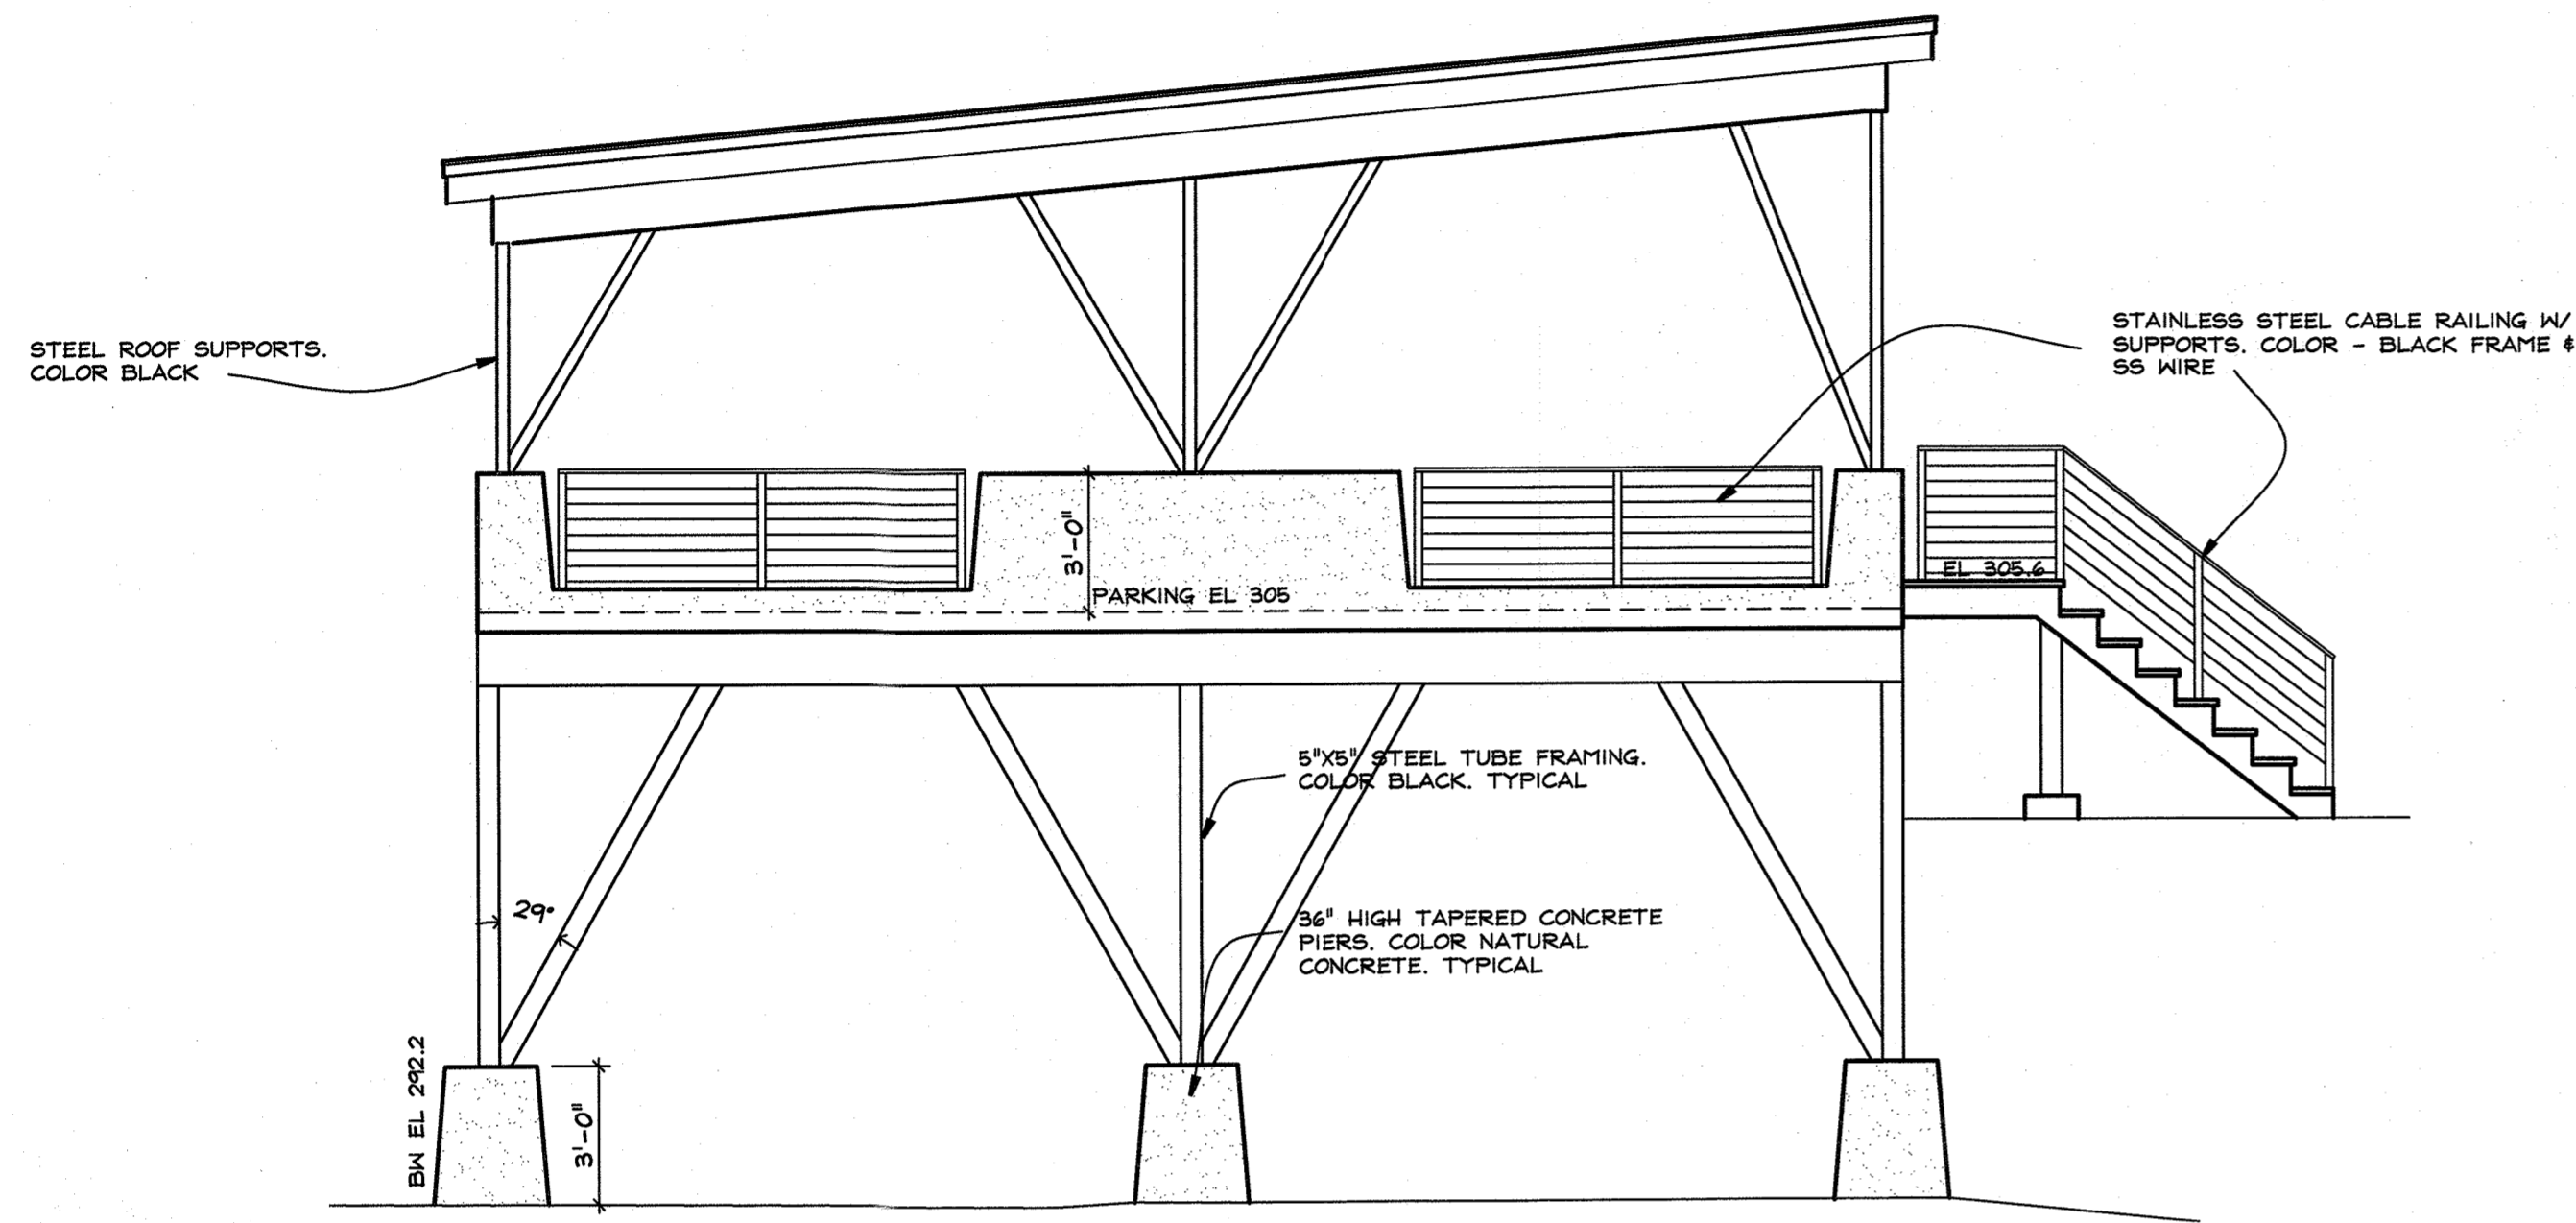 STEEL ROOF SUPPORTS.
COLOR BLACK
STAINLESS STEEL CABLE RAILING W/
SUPPORTS. COLOR - BLACK FRAME &
SS WIRE
3'-0"
PARKING EL 305
EL 305.6
5"X5" STEEL TUBE FRAMING.
COLOR BLACK. TYPICAL
29°
36" HIGH TAPERED CONCRETE
PIERS. COLOR NATURAL
CONCRETE. TYPICAL
BW EL 292.2
3'-0"